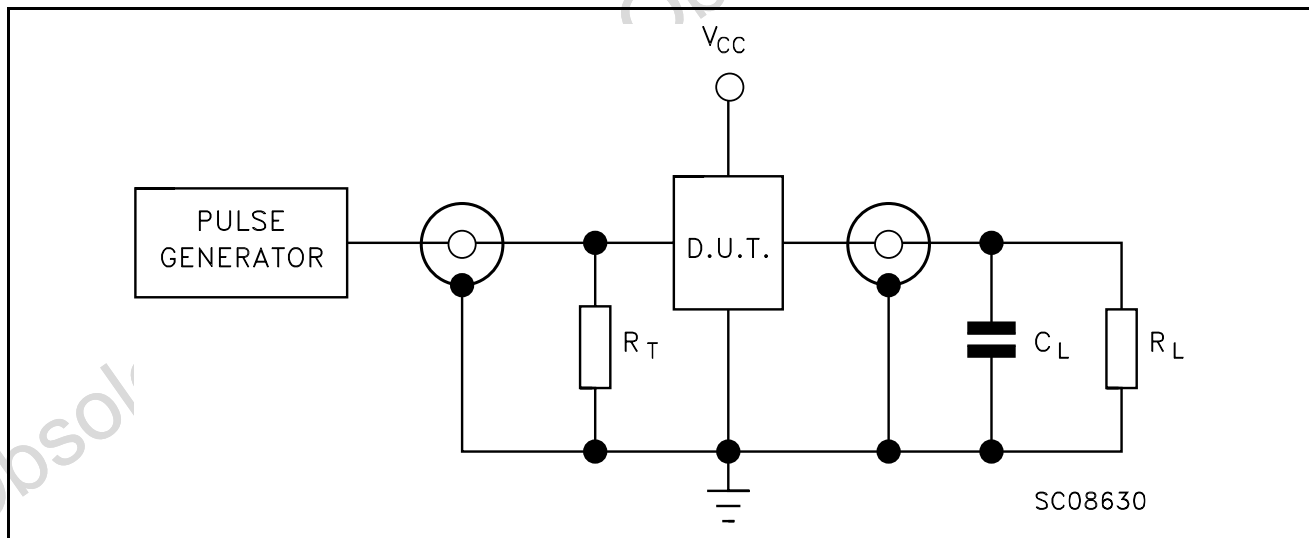 VCC
PULSE
GENERATOR
D.U.T.
RT
CL
RL
SC08630